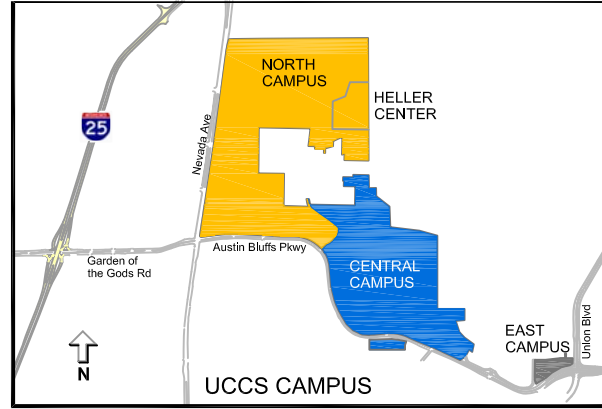 NORTH
CAMPUS
HELLER
CENTER
25
Nevada Ave
Austin Bluffs Pkwy
Garden of
the Gods Rd
CENTRAL
CAMPUS
EAST
CAMPUS
Union Blvd
N
UCCS CAMPUS